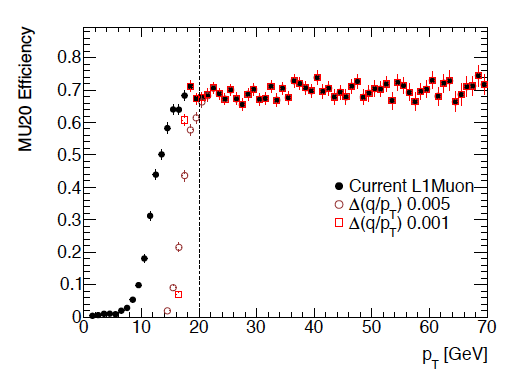 MU20 Efficiency
0.8
0.7
0.6
0.5
0.4
0.3
0.2
0.1
0
Current L1Muon
Δ(q/p_T) 0.005
Δ(q/p_T) 0.001
0 10 20 30 40 50 60 70
p_T [GeV]